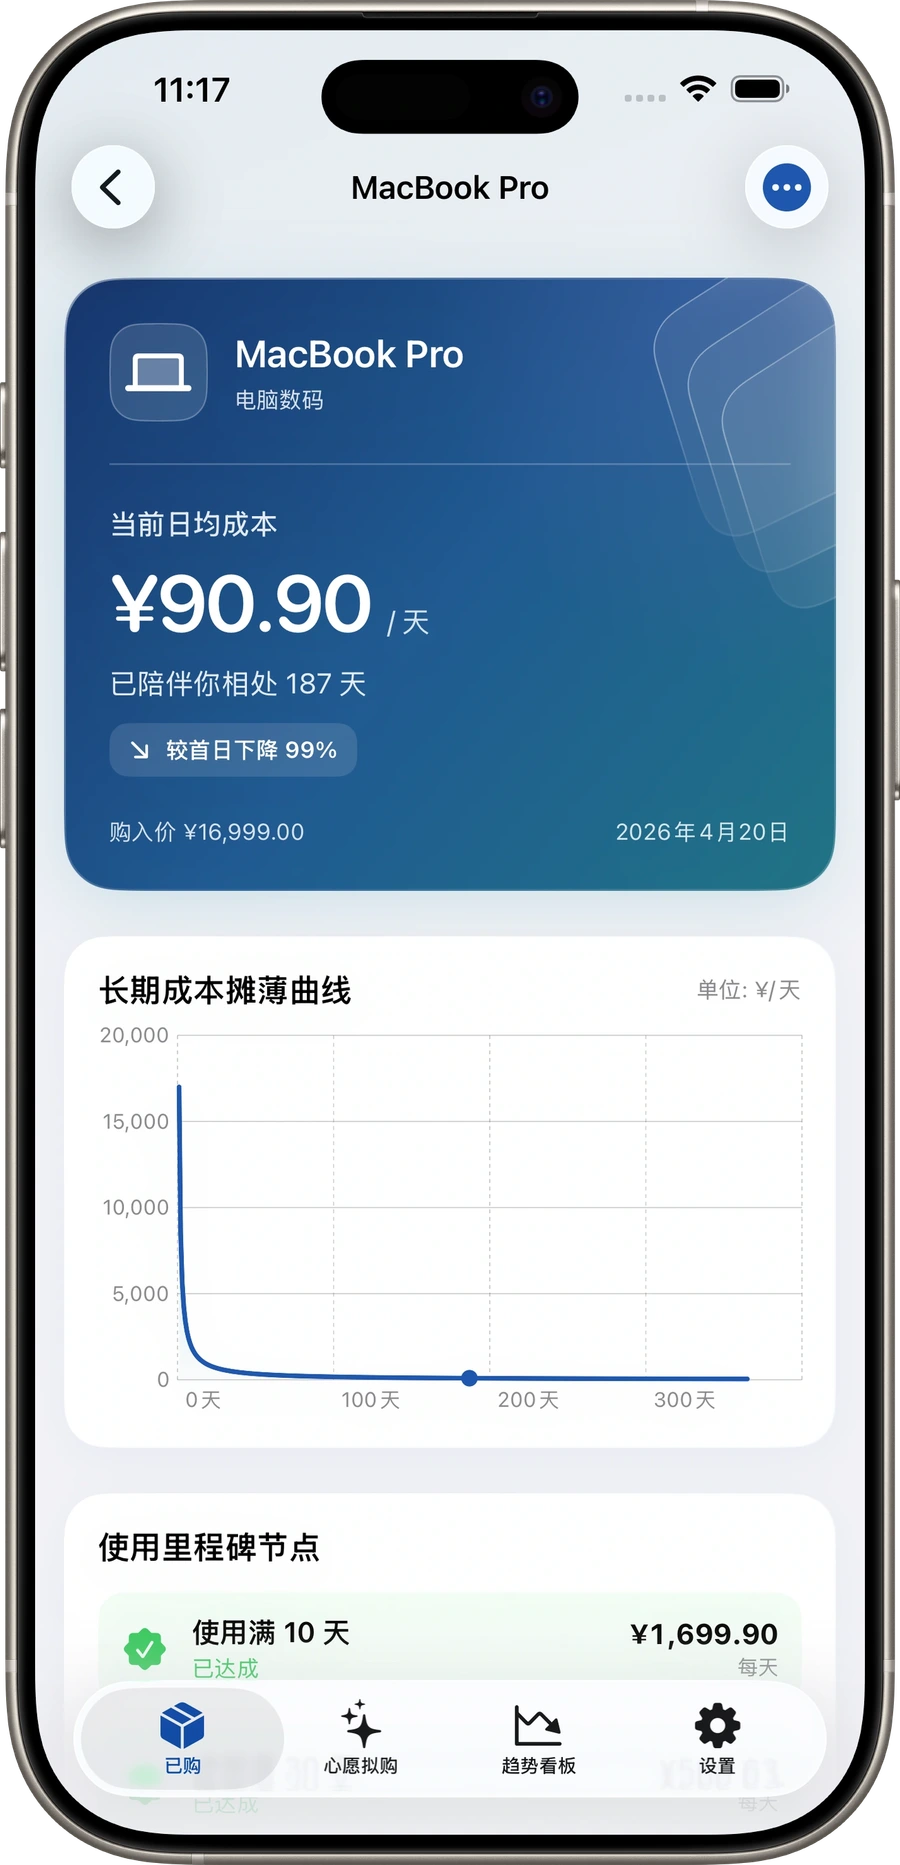 11:17
MacBook Pro
MacBook Pro
电脑数码
当前日均成本
¥90.90 / 天
已陪伴你相处 187 天
较首日下降 99%
购入价 ¥16,999.00
2026年4月20日
长期成本摊薄曲线
单位: ¥/天
20,000
15,000
10,000
5,000
0
0天
100天
200天
300天
使用里程碑节点
使用满 10 天
¥1,699.90
已达成
每天
已购
心愿拟购
趋势看板
设置
已达成
每天